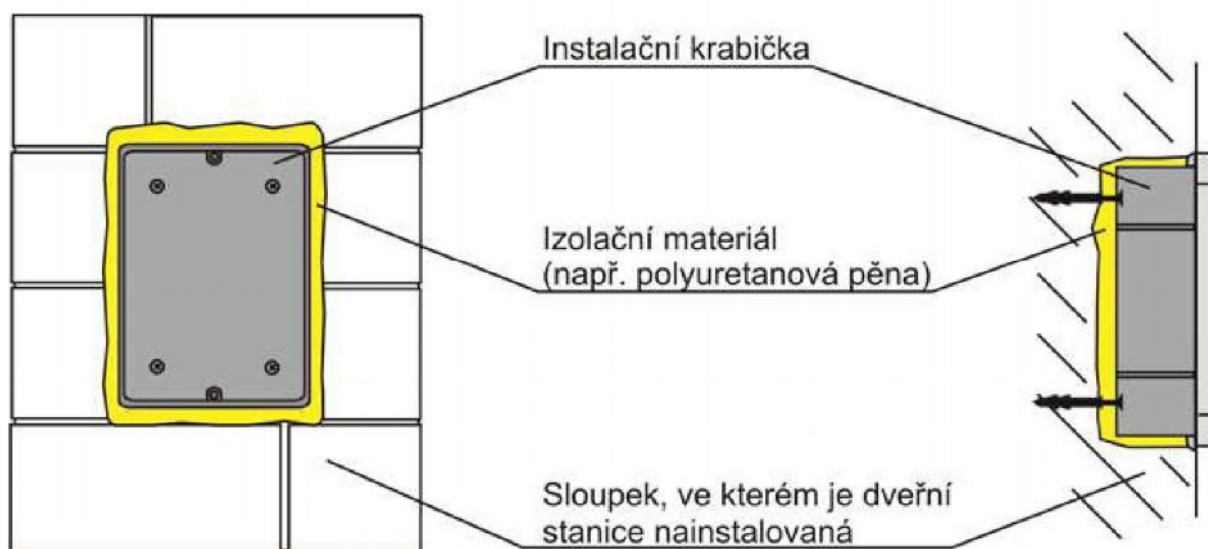 Instalační krabička
Izolační materiál
(např. polyuretanová pěna)
Sloupek, ve kterém je dveřní
stanice nainstalovaná